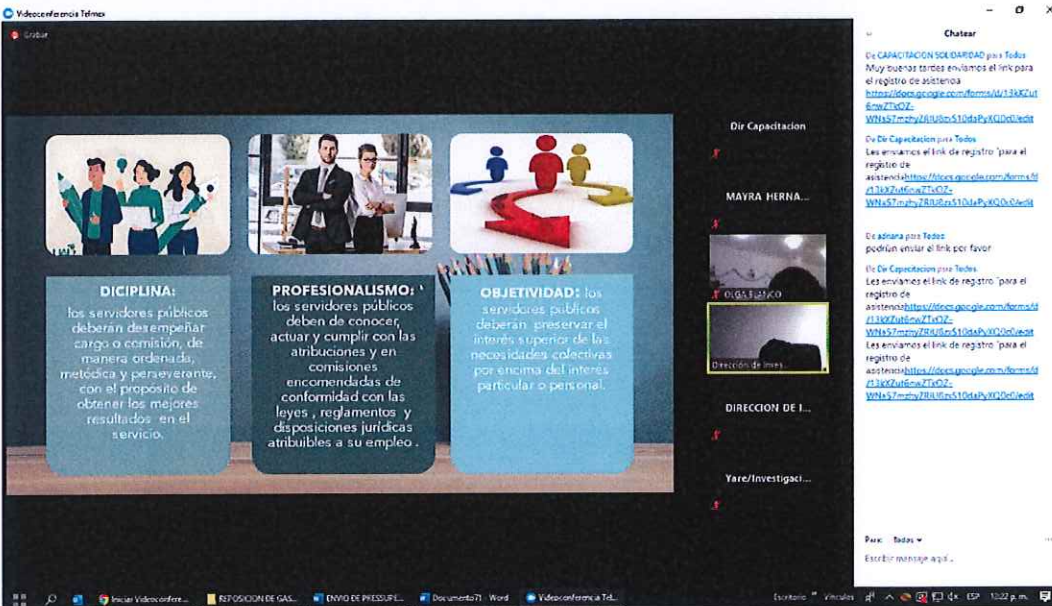 Videoconferencia Telmex
Grabar
DICIPLINA:
los servidores públicos
deberán desempeñar
cargo o comisión, de
manera ordenada,
metódica y perseverante,
con el propósito de
obtener los mejores
resultados en el
servicio.
PROFESIONALISMO: '
los servidores públicos
deben de conocer,
actuar y cumplir con las
atribuciones y en
comisiones
encomendadas de
conformidad con las
leyes , reglamentos y
disposiciones jurídicas
atribuibles a su empleo .
OBJETIVIDAD: los
servidores públicos
deberán preservar el
interés superior de las
necesidades colectivas
por encima del interés
particular o personal.
Dir Capacitacion
MAYRA HERNA...
OLGA BLANCO
Dirección de Inves...
DIRECCION DE I...
Yare/Investigaci...
Chatear
De CAPACITACION SOLIDARIDAD para Todos
Muy buenas tardes enviamos el link para
el registro de asistencia
De Dir Capacitacion para Todos
Les enviamos el link de registro ¨para el
registro de
De adriana para Todos
podrían enviar el link por favor
De Dir Capacitacion para Todos
Les enviamos el link de registro ¨para el
registro de
Les enviamos el link de registro ¨para el
registro de
Para: Todos
Escribir mensaje aquí...
Iniciar Videoconfere...
REPOSICION DE GAS...
ENVIO DE PRESSUPE...
Documento71 - Word
Videoconferencia Tel...
Escritorio
Vínculos
ESP
12:22 p. m.